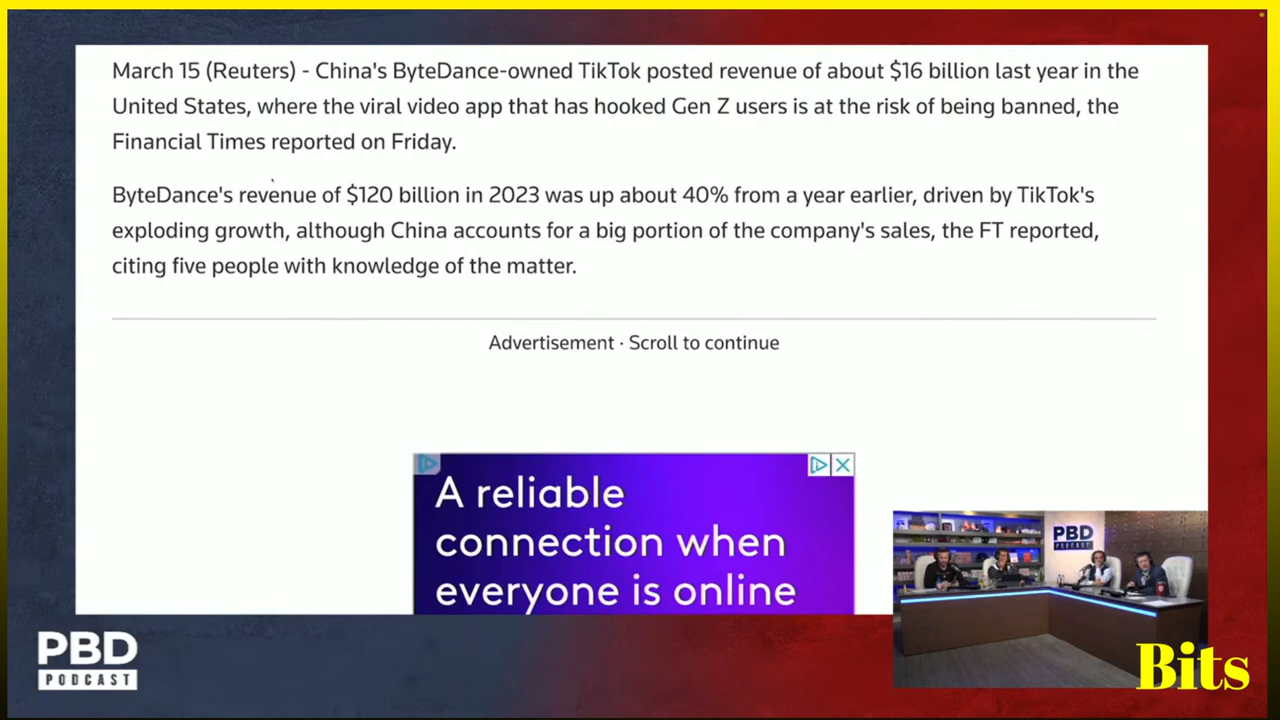 March 15 (Reuters) - China's ByteDance-owned TikTok posted revenue of about $16 billion last year in the
United States, where the viral video app that has hooked Gen Z users is at the risk of being banned, the
Financial Times reported on Friday.
ByteDance's revenue of $120 billion in 2023 was up about 40% from a year earlier, driven by TikTok's
exploding growth, although China accounts for a big portion of the company's sales, the FT reported,
citing five people with knowledge of the matter.
Advertisement · Scroll to continue
A reliable
connection when
everyone is online
PBD
PODCAST
PBD
PODCAST
Bits